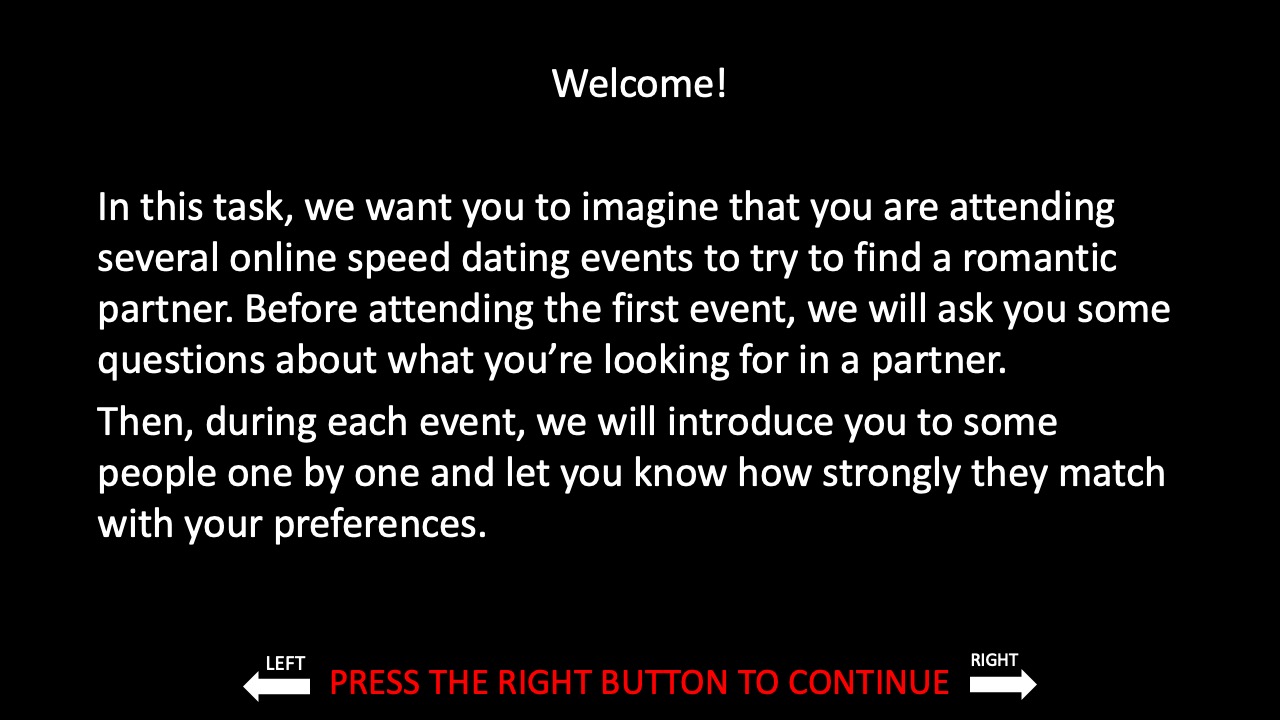 Welcome!
In this task, we want you to imagine that you are attending
several online speed dating events to try to find a romantic
partner. Before attending the first event, we will ask you some
questions about what you’re looking for in a partner.
Then, during each event, we will introduce you to some
people one by one and let you know how strongly they match
with your preferences.
LEFT
PRESS THE RIGHT BUTTON TO CONTINUE
RIGHT